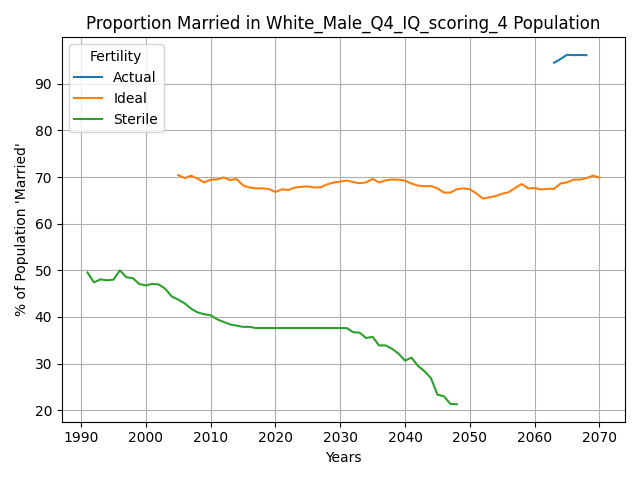 Proportion Married in White_Male_Q4_IQ_scoring_4 Population
Fertility
Actual
Ideal
Sterile
% of Population 'Married'
90
80
70
60
50
40
30
20
1990 2000 2010 2020 2030 2040 2050 2060 2070
Years